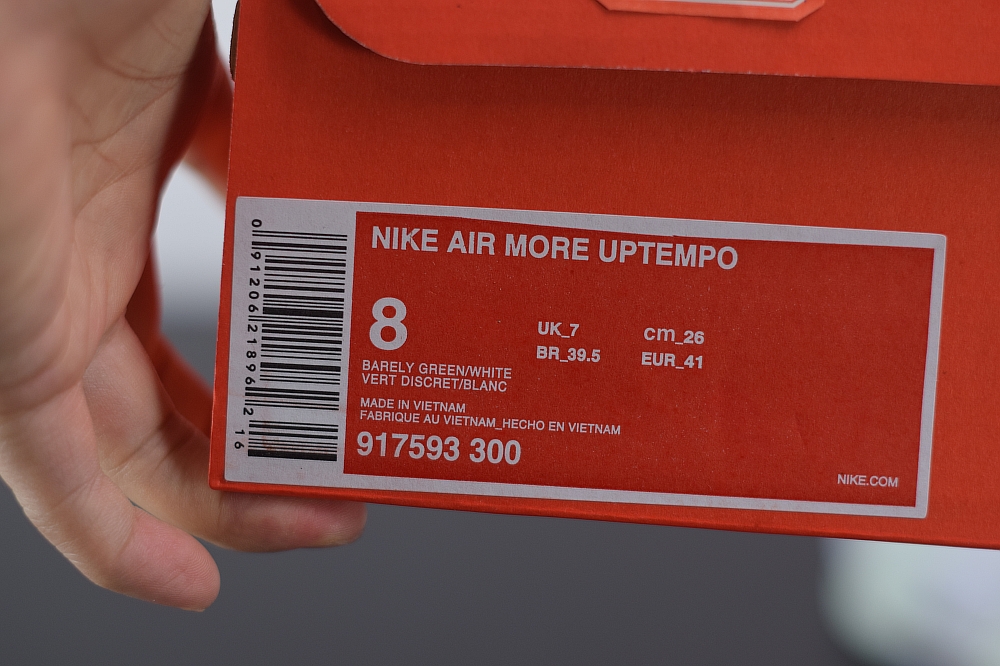 NIKE AIR MORE UPTEMPO
8
UK_7
cm_26
BR_39.5
EUR_41
BARELY GREEN/WHITE
VERT DISCRET/BLANC
MADE IN VIETNAM
FABRIQUE AU VIETNAM_HECHO EN VIETNAM
917593 300
NIKE.COM
0 91206 21896 2 16